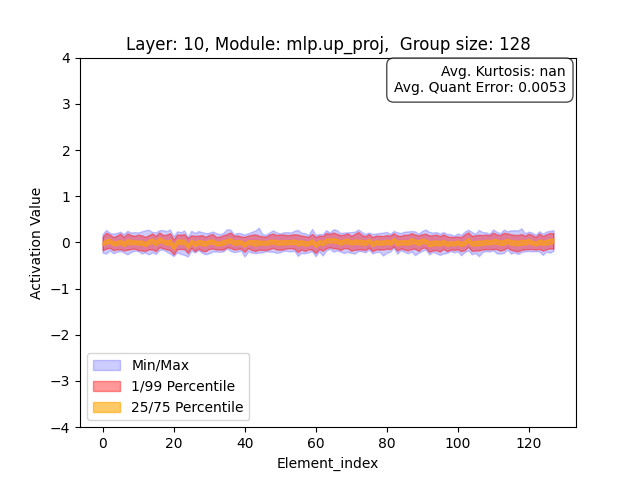 Layer: 10, Module: mlp.up_proj,  Group size: 128
Avg. Kurtosis: nan
Avg. Quant Error: 0.0053
4
3
2
1
0
−1
−2
−3
−4
Activation Value
Min/Max
1/99 Percentile
25/75 Percentile
0 20 40 60 80 100 120
Element_index